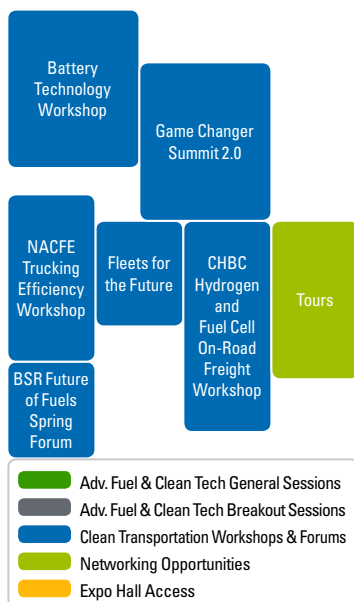 Battery
Technology
Workshop
Game Changer
Summit 2.0
NACFE
Trucking
Efficiency
Workshop
Fleets for
the Future
CHBC
Hydrogen
and
Fuel Cell
On-Road
Freight
Workshop
Tours
BSR Future
of Fuels
Spring
Forum
Adv. Fuel & Clean Tech General Sessions
Adv. Fuel & Clean Tech Breakout Sessions
Clean Transportation Workshops & Forums
Networking Opportunities
Expo Hall Access